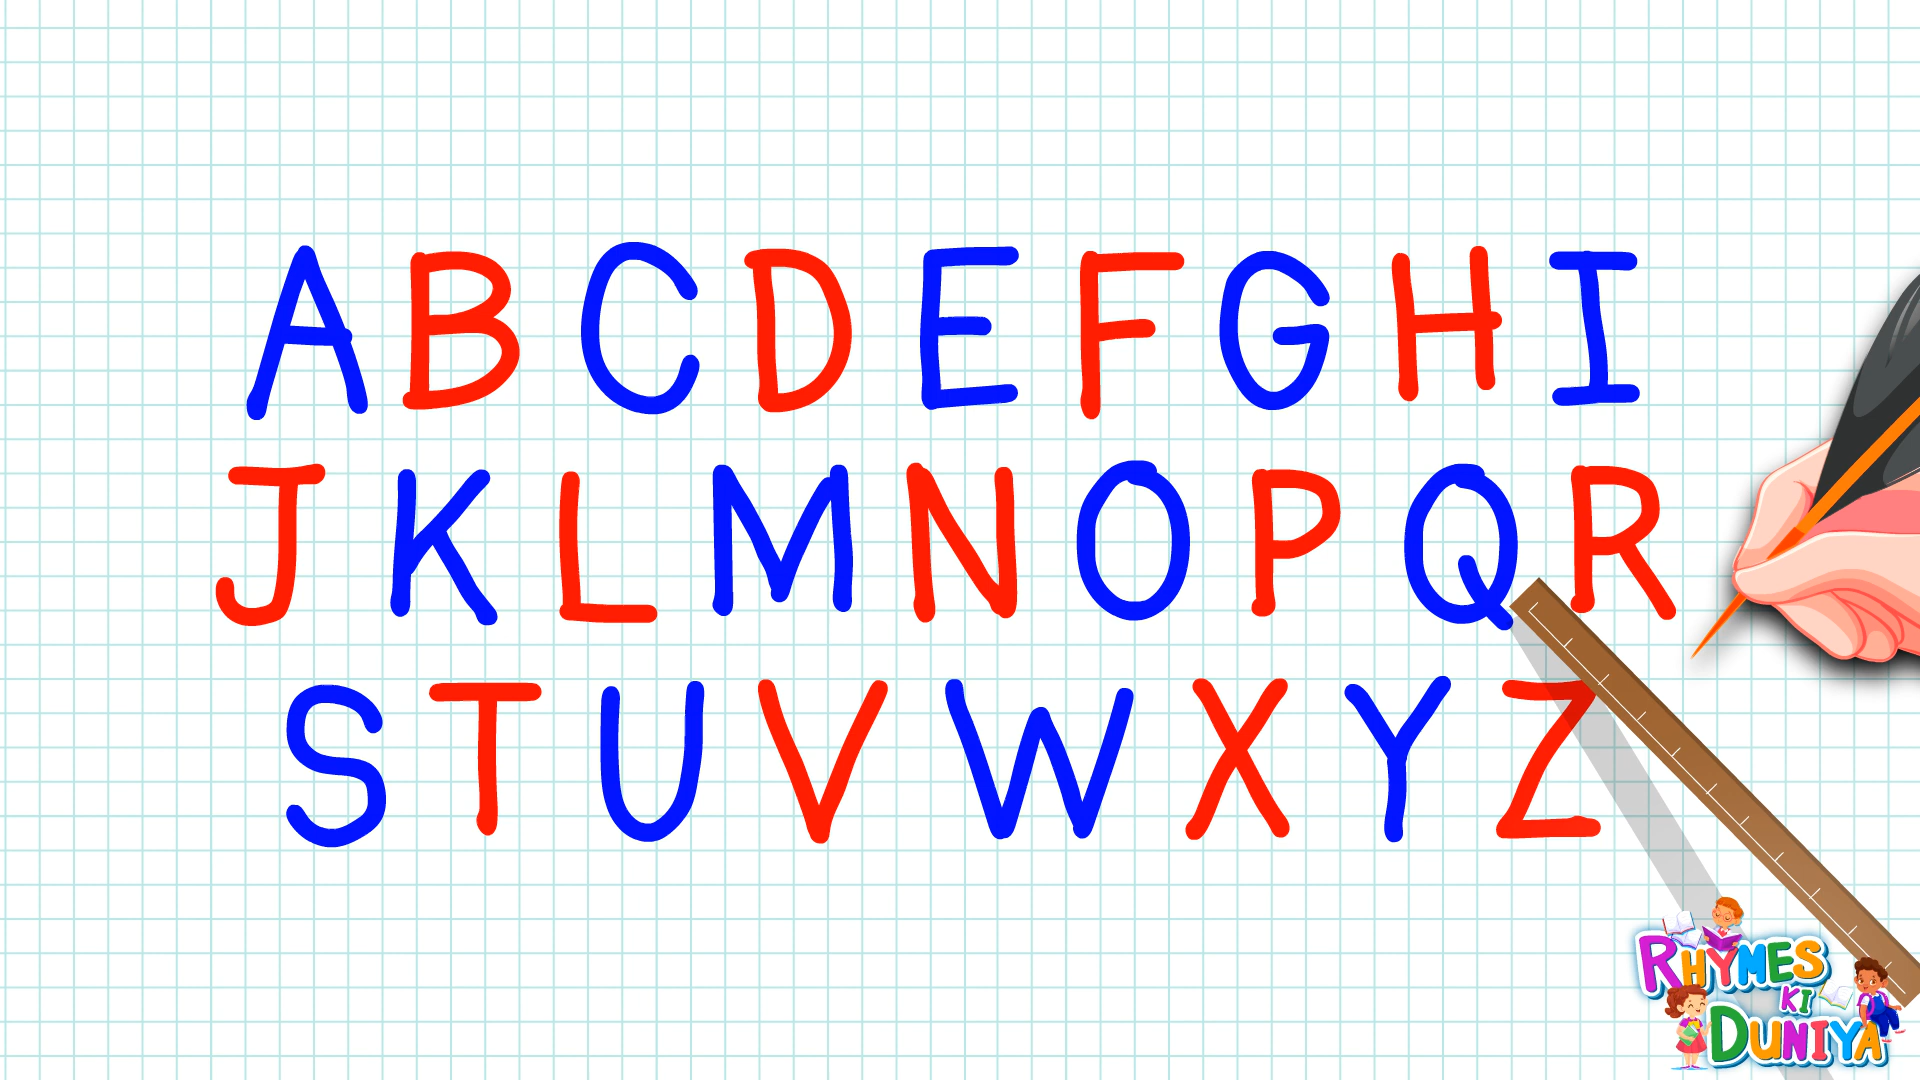 A B C D E F G H I
J K L M N O P Q R
S T U V W X Y Z
RHYMES
KI
DUNIYA